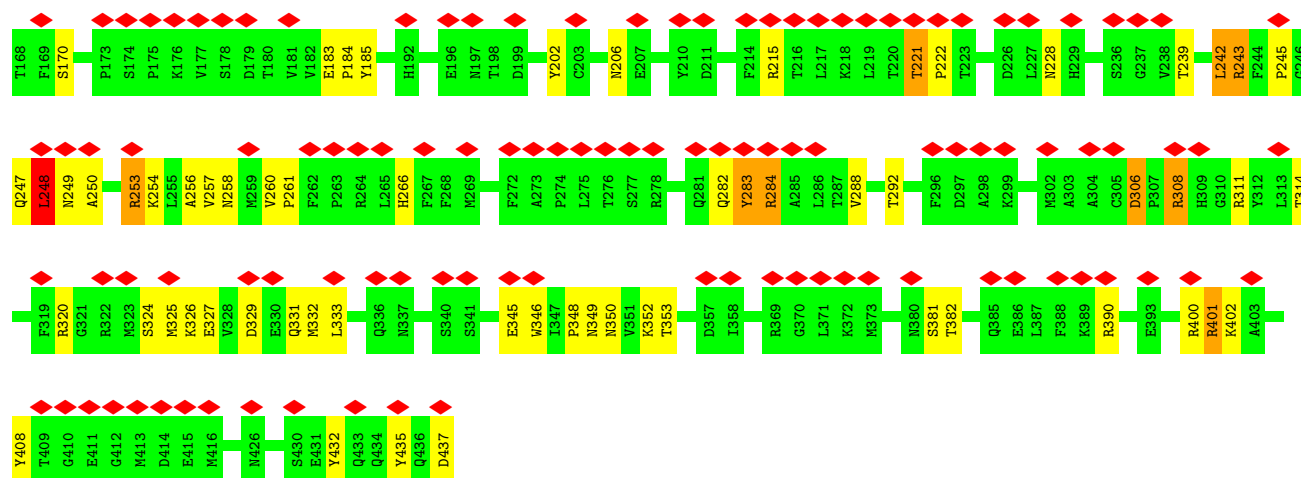 T168 F169 S170 P173 S174 P175 K176 V177 S178 D179 T180 V181 V182 E183 P184 Y185 H192 E196 N197 T198 D199 Y202 C203 N206 E207 Y210 D211 F214 R215 T216 L217 K218 L219 T220 T221 P222 T223 D226 L227 N228 H229 S236 G237 V238 T239 L242 R243 F244 P245 G246
Q247 L248 N249 A250 R253 K254 L255 A256 V257 N258 M259 V260 P261 F262 P263 R264 L265 H266 F267 F268 M269 F272 A273 P274 L275 T276 S277 R278 Q281 Q282 Y283 R284 A285 L286 T287 V288 T292 F296 D297 A298 K299 M302 A303 A304 C305 D306 P307 R308 H309 G310 R311 Y312 L313 T314
F319 R320 G321 R322 M323 S324 M325 K326 E327 V328 D329 E330 Q331 M332 L333 Q336 N337 S340 S341 E345 W346 I347 P348 N349 N350 V351 K352 T353 D357 I358 R369 G370 L371 K372 M373 N380 S381 T382 Q385 E386 L387 F388 K389 R390 E393 R400 R401 K402 A403
Y408 T409 G410 E411 G412 M413 D414 E415 M416 N426 S430 E431 Y432 Q433 Q434 Y435 Q436 D437